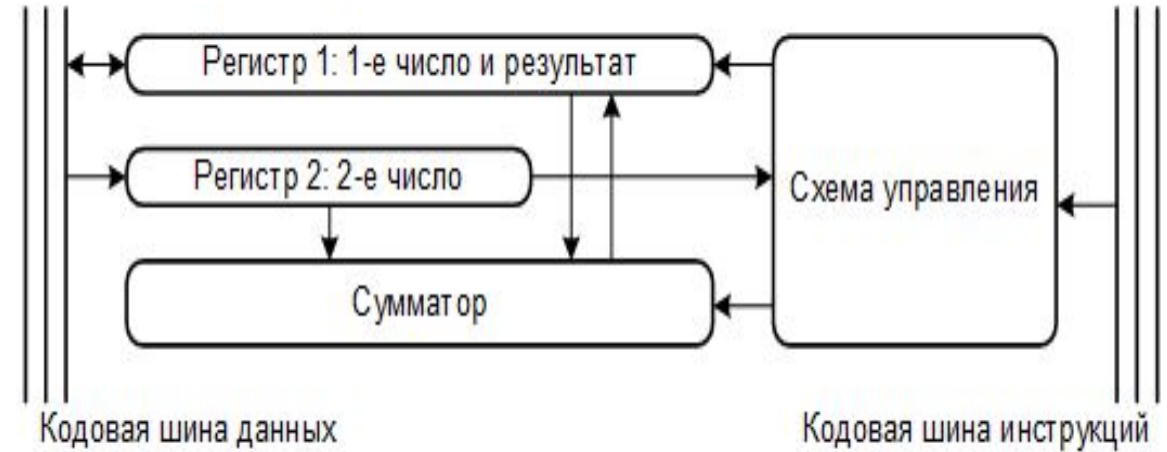 Регистр 1: 1-е число и результат
Регистр 2: 2-е число
Схема управления
Сумматор
Кодовая шина данных
Кодовая шина инструкций